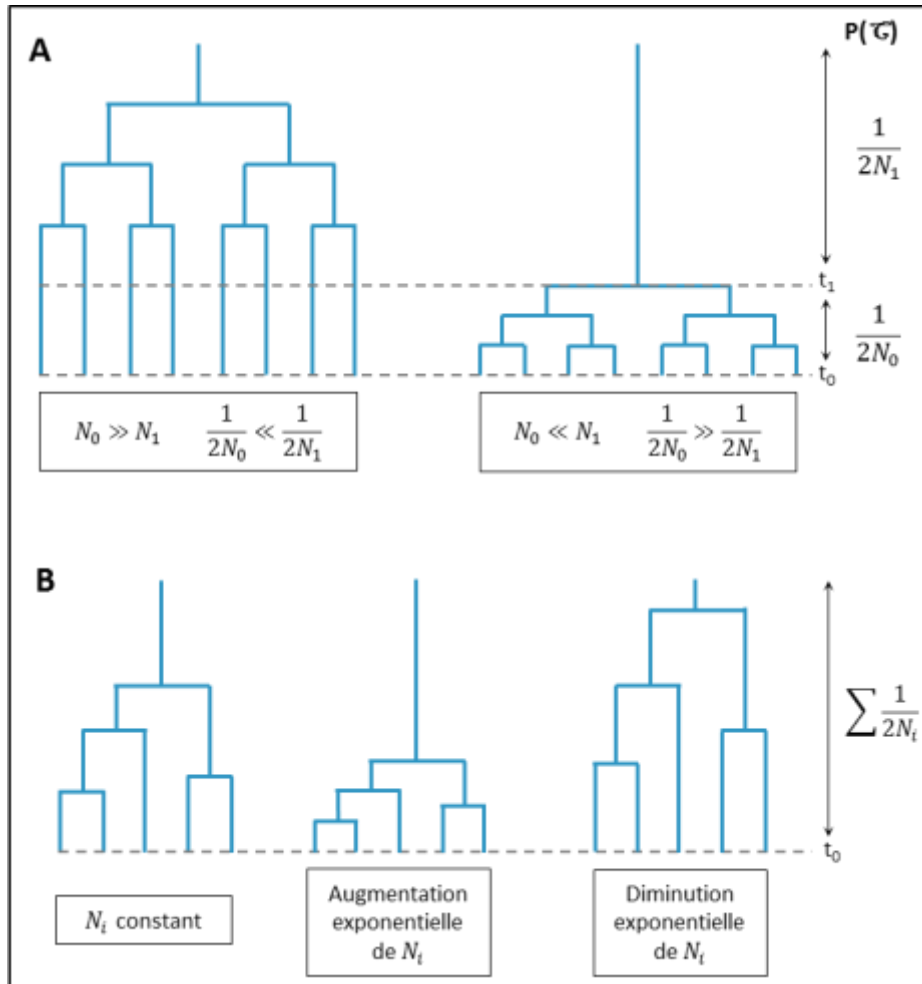 A
P(𝒢)
1/2N₁
t₁
1/2N₀
t₀
N₀ ≫ N₁   1/2N₀ ≪ 1/2N₁
N₀ ≪ N₁   1/2N₀ ≫ 1/2N₁
B
∑ 1/2Nᵢ
t₀
Nᵢ constant
Augmentation
exponentielle
de Nᵢ
Diminution
exponentielle
de Nᵢ